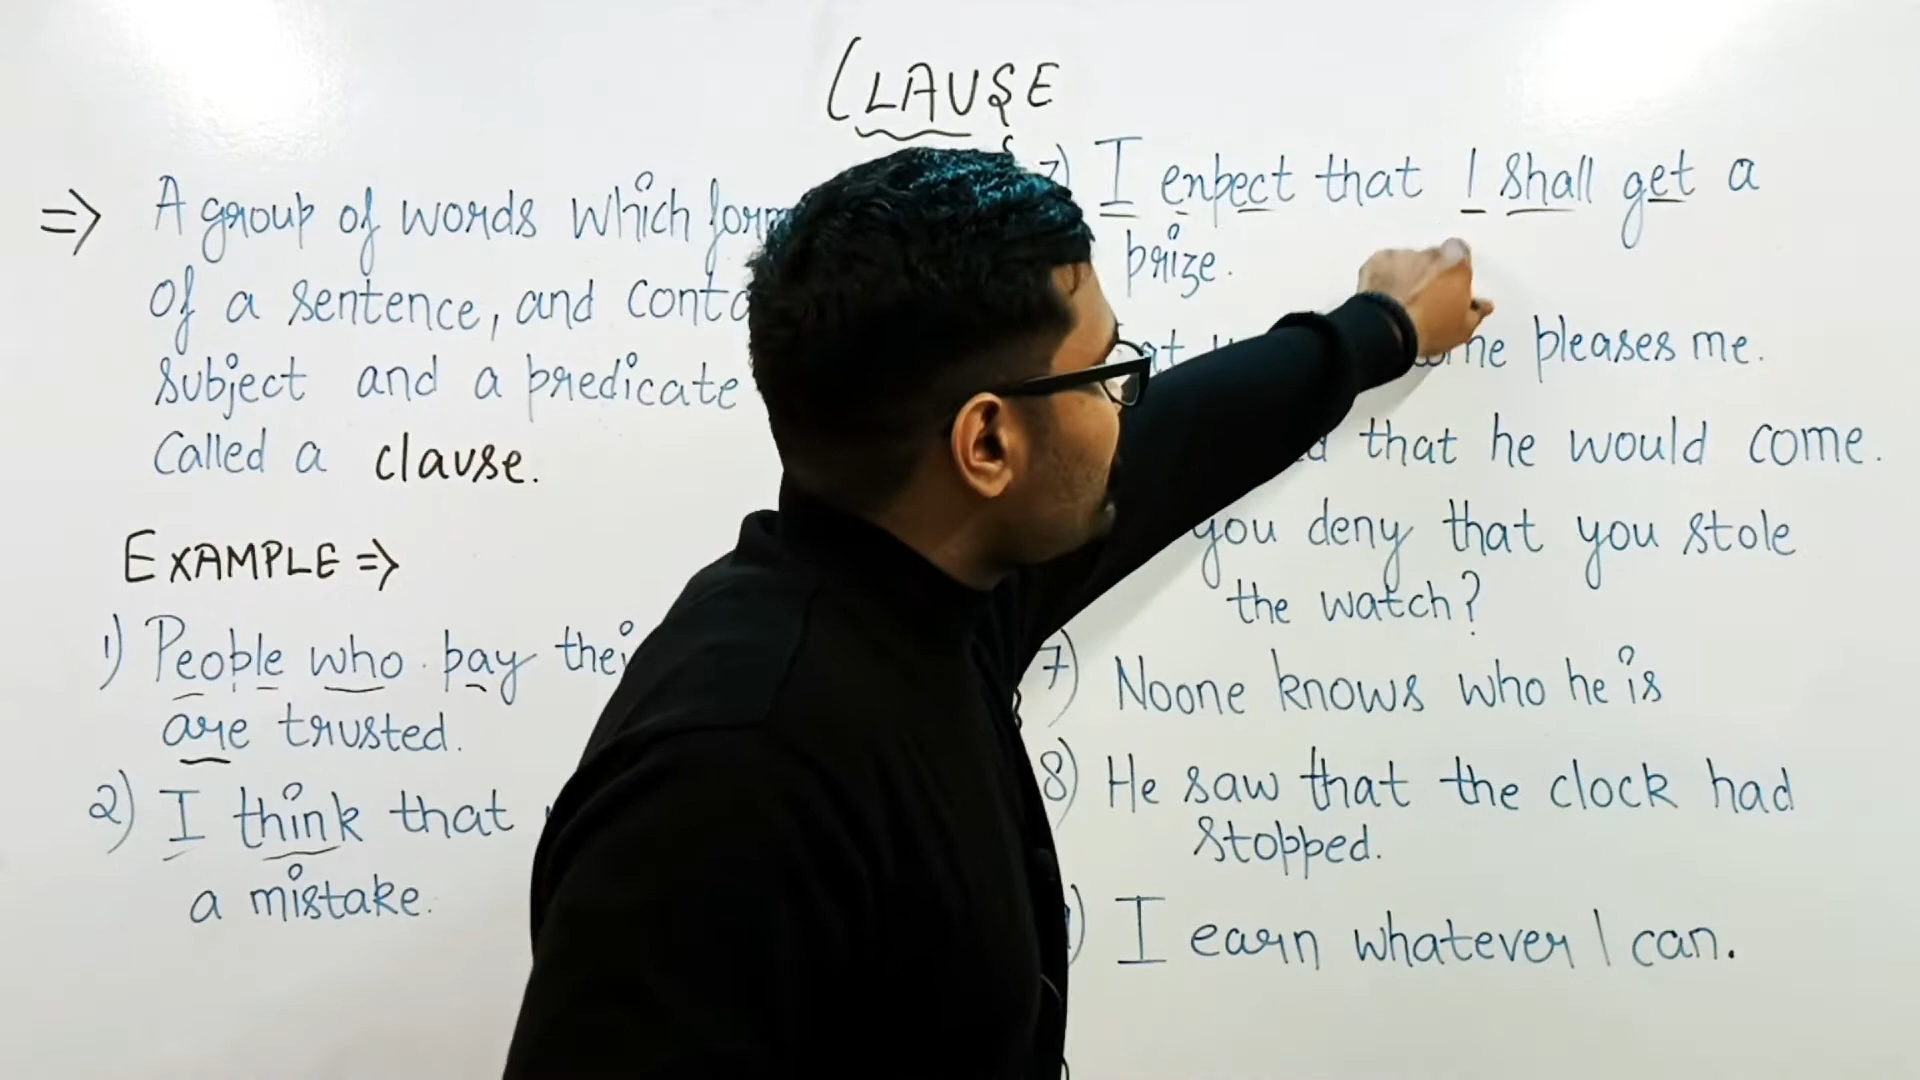 CLAUSE
=> A group of words which form
of a sentence, and conta
subject and a predicate
Called a clause.
EXAMPLE =>
1) People who pay thei
are trusted.
2) I think that
a mistake.
I expect that I shall get a
prize.
pleases me.
that he would come.
you deny that you stole
the watch?
7) Noone knows who he is
8) He saw that the clock had
stopped.
I earn whatever I can.